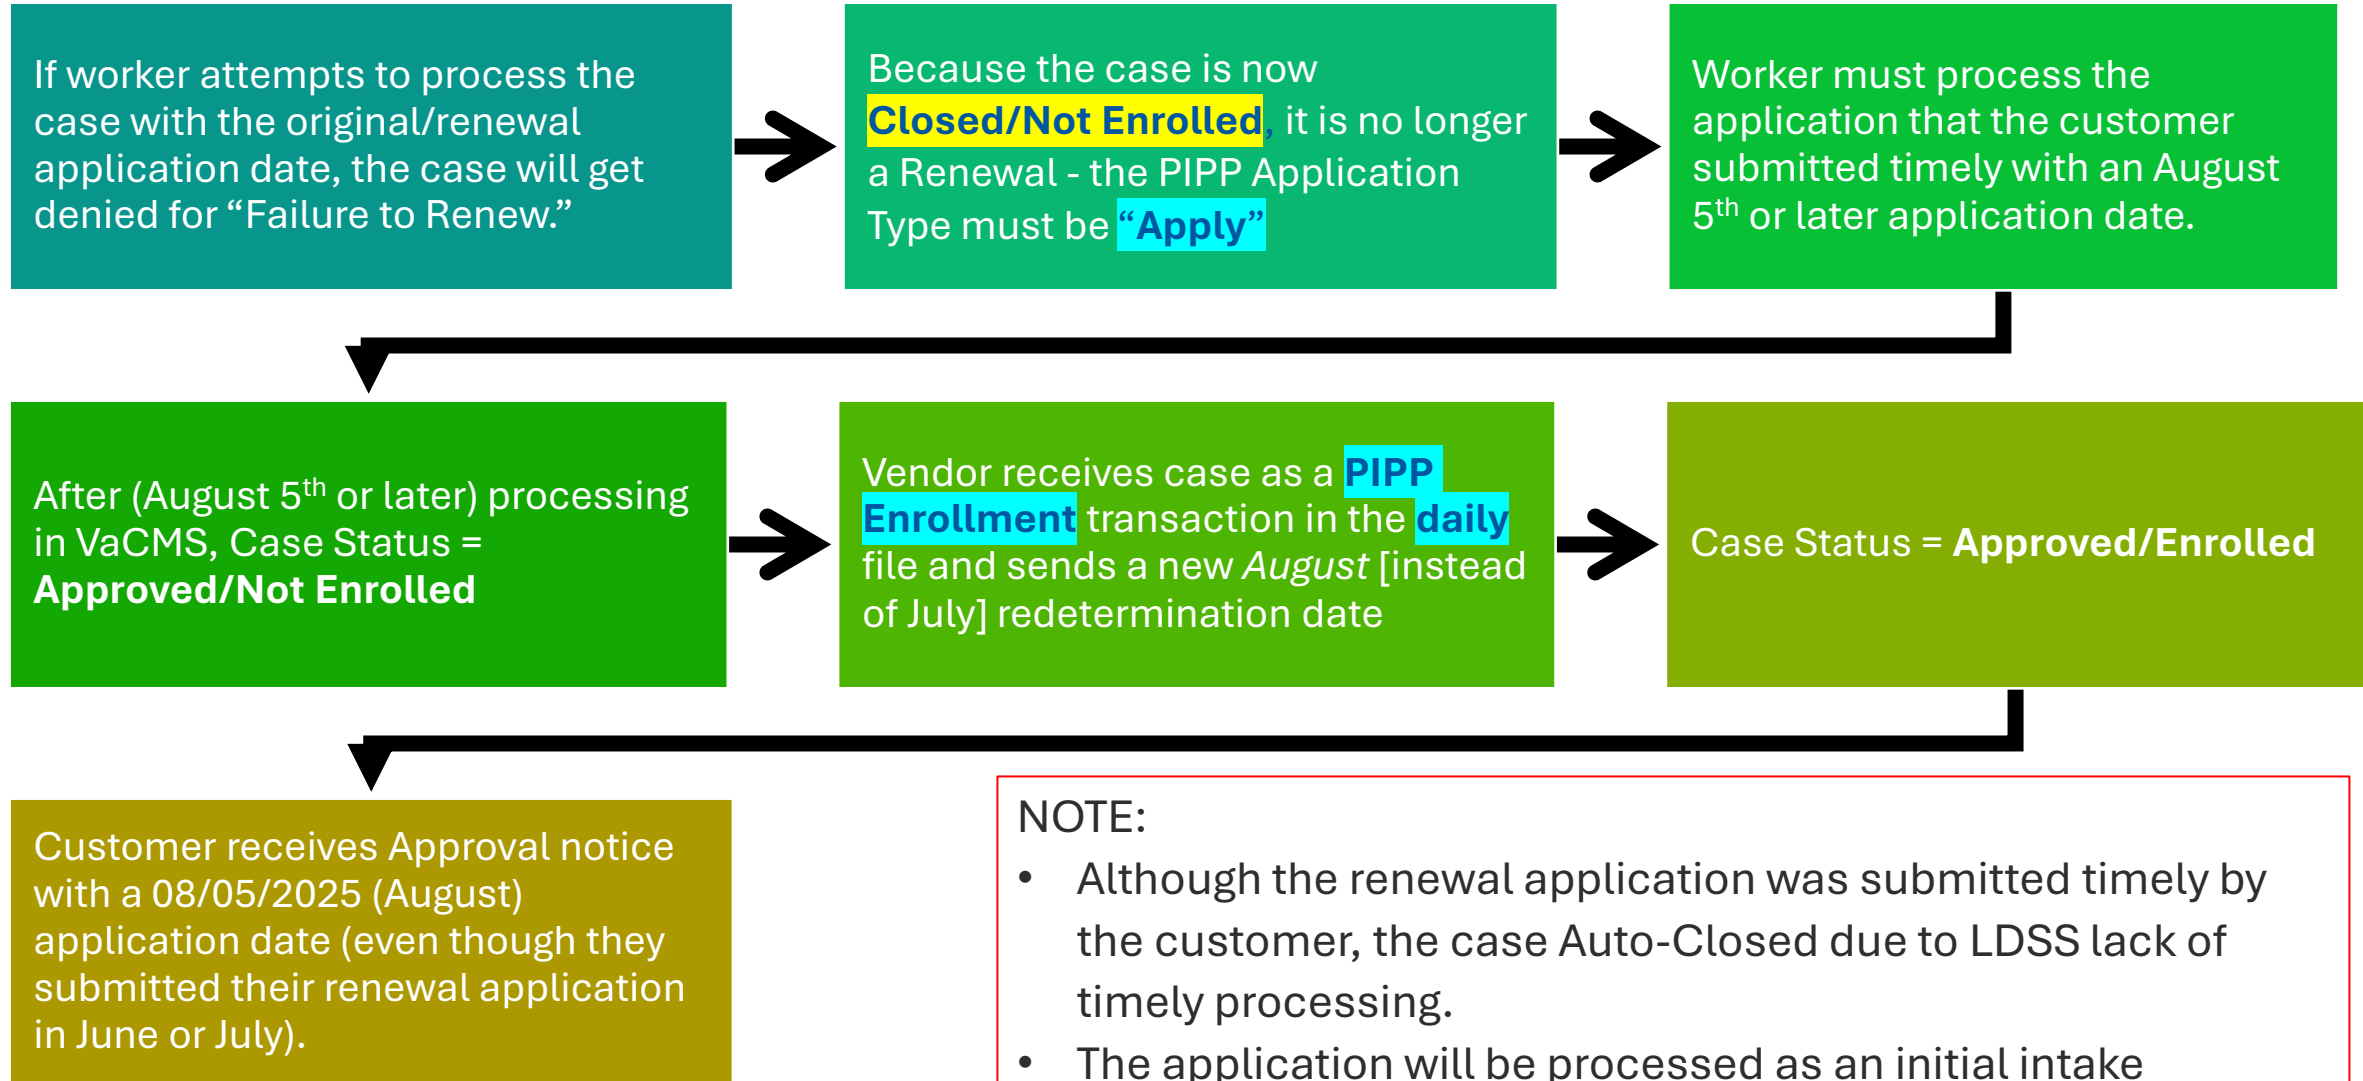 If worker attempts to process the
case with the original/renewal
application date, the case will get
denied for “Failure to Renew.”
Because the case is now
Closed/Not Enrolled, it is no longer
a Renewal - the PIPP Application
Type must be “Apply”
Worker must process the
application that the customer
submitted timely with an August
5th or later application date.
After (August 5th or later) processing
in VaCMS, Case Status =
Approved/Not Enrolled
Vendor receives case as a PIPP
Enrollment transaction in the daily
file and sends a new August [instead
of July] redetermination date
Case Status = Approved/Enrolled
Customer receives Approval notice
with a 08/05/2025 (August)
application date (even though they
submitted their renewal application
in June or July).
NOTE:
• Although the renewal application was submitted timely by
the customer, the case Auto-Closed due to LDSS lack of
timely processing.
• The application will be processed as an initial intake